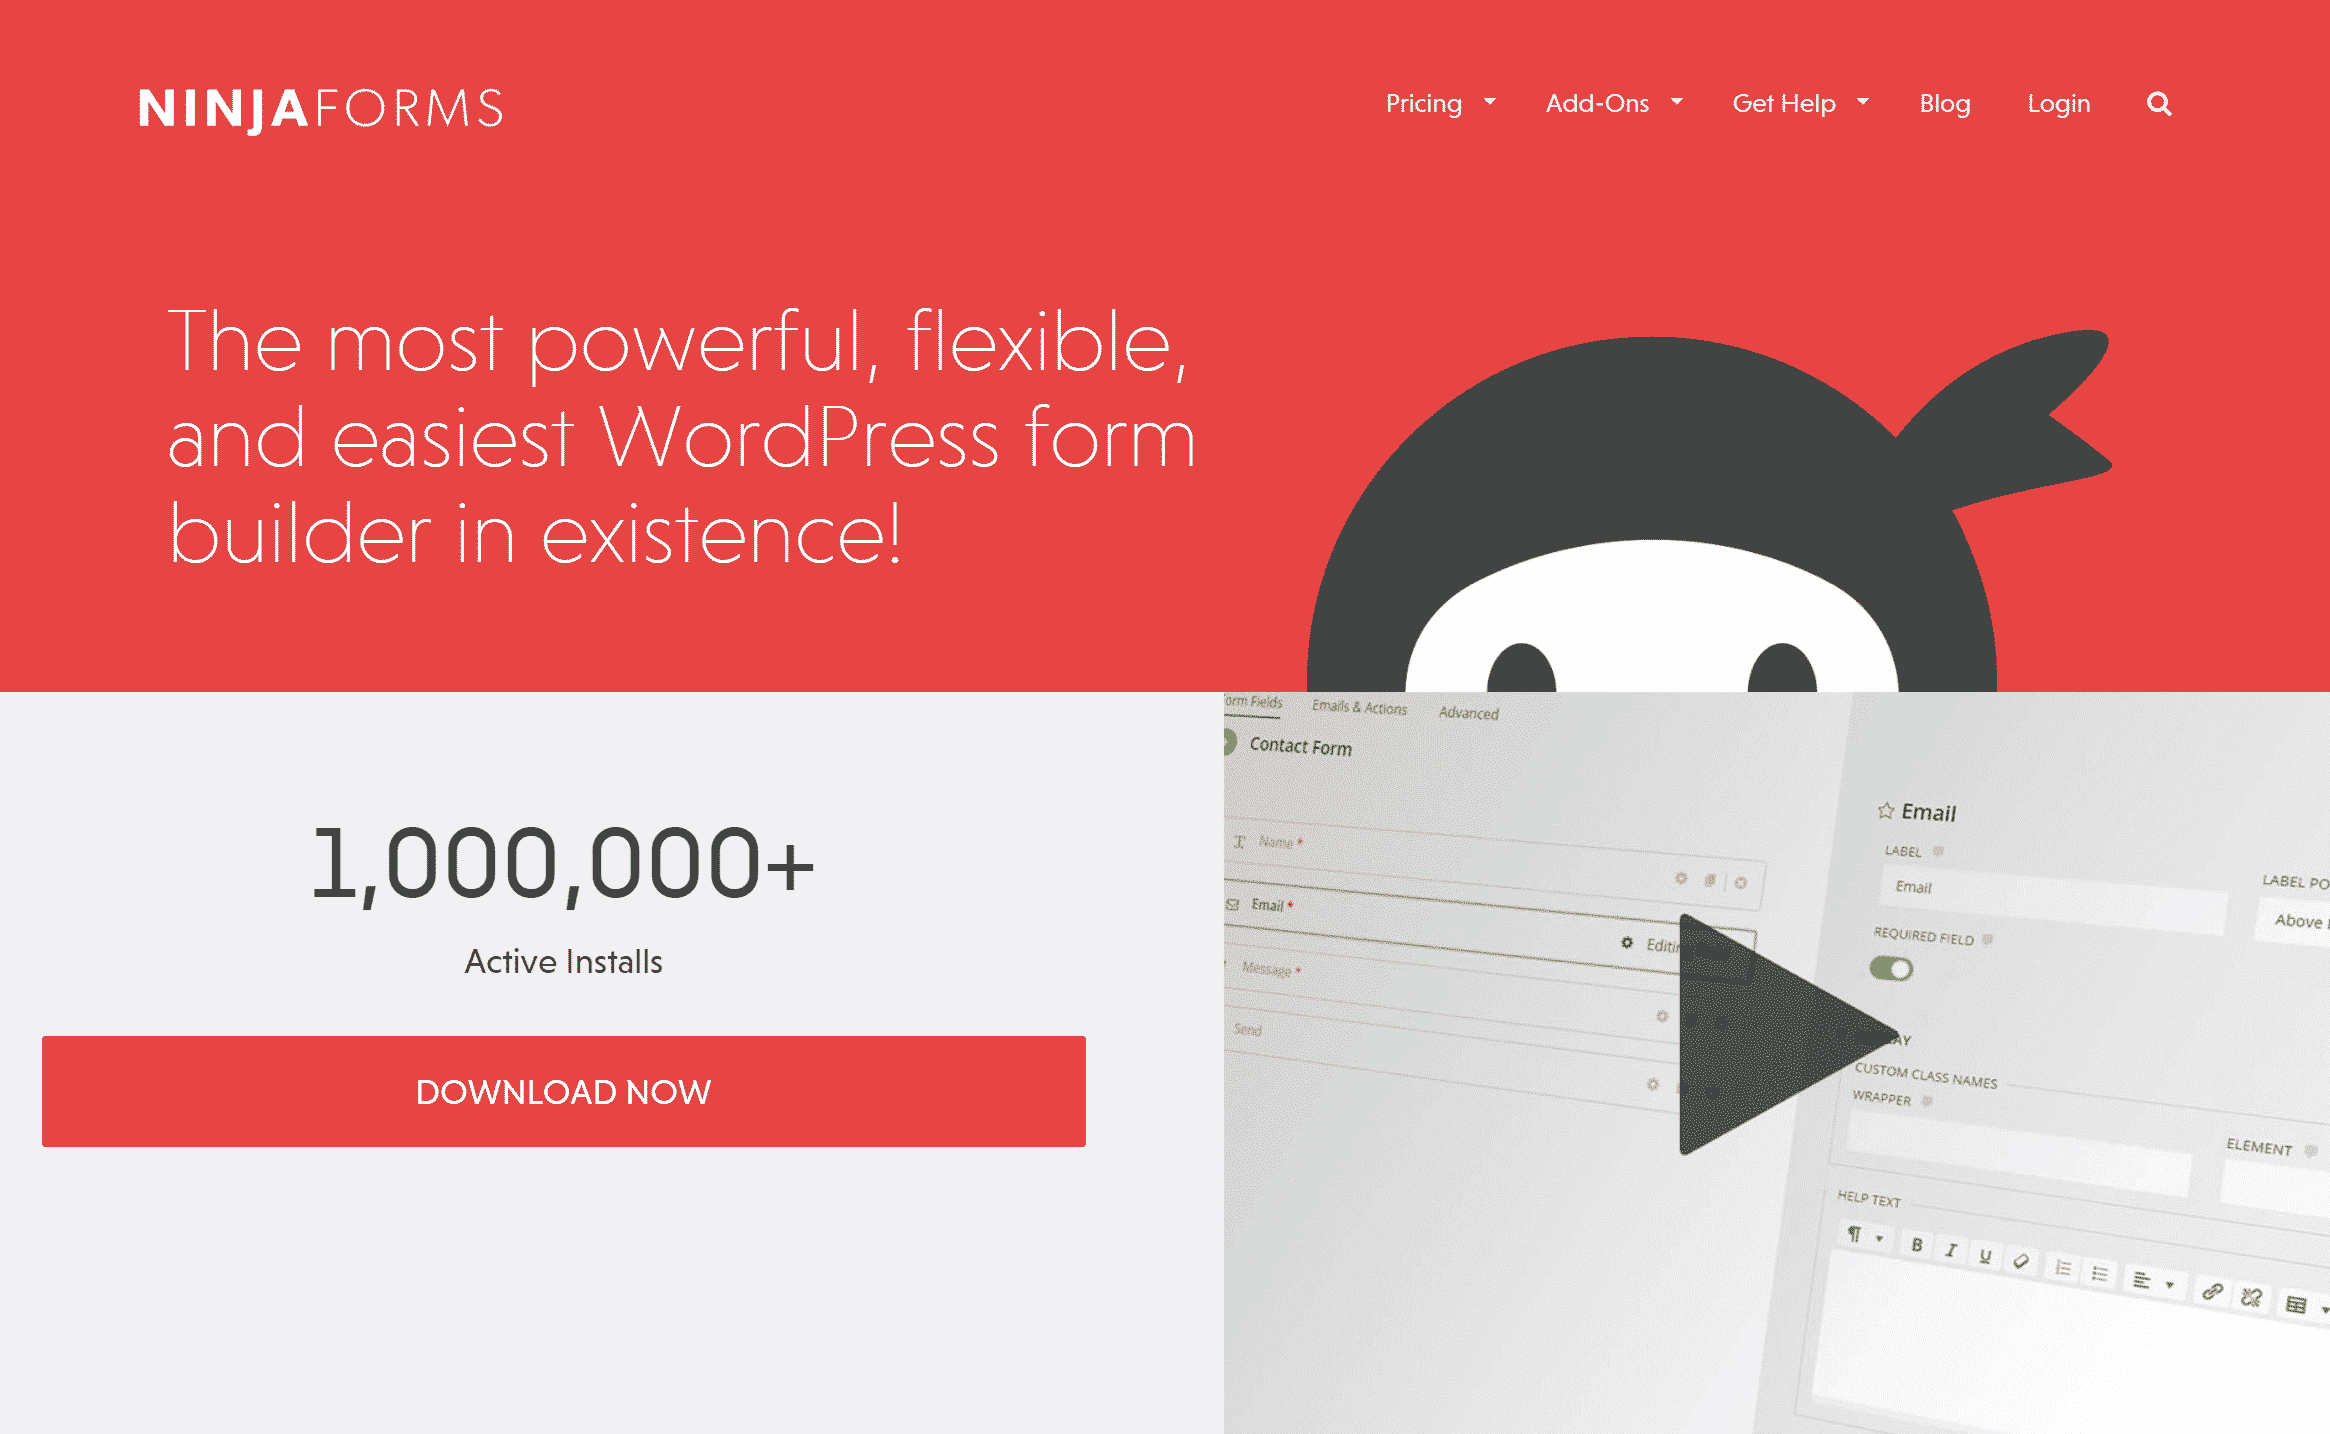 NINJAFORMS
Pricing Add-Ons Get Help Blog Login
The most powerful, flexible,
and easiest WordPress form
builder in existence!
1,000,000+
Active Installs
DOWNLOAD NOW
orm Fields Emails & Actions Advanced
Contact Form
Name *
Email *
Editin
Message *
Send
Email
LABEL
Email
LABEL PO
Above
REQUIRED FIELD
AY
CUSTOM CLASS NAMES
WRAPPER
ELEMENT
HELP TEXT
B I U